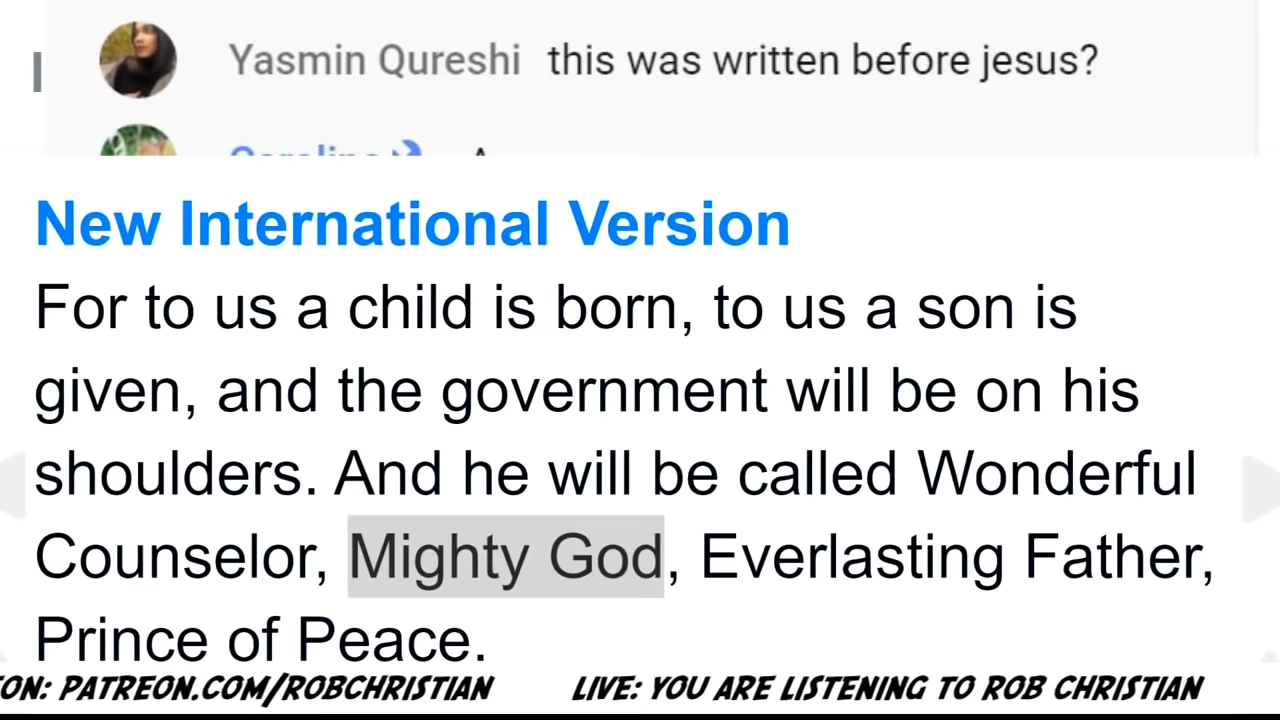 Yasmin Qureshi this was written before jesus?
New International Version
For to us a child is born, to us a son is
given, and the government will be on his
shoulders. And he will be called Wonderful
Counselor, Mighty God, Everlasting Father,
Prince of Peace.
ON: PATREON.COM/ROBCHRISTIAN LIVE: YOU ARE LISTENING TO ROB CHRISTIAN